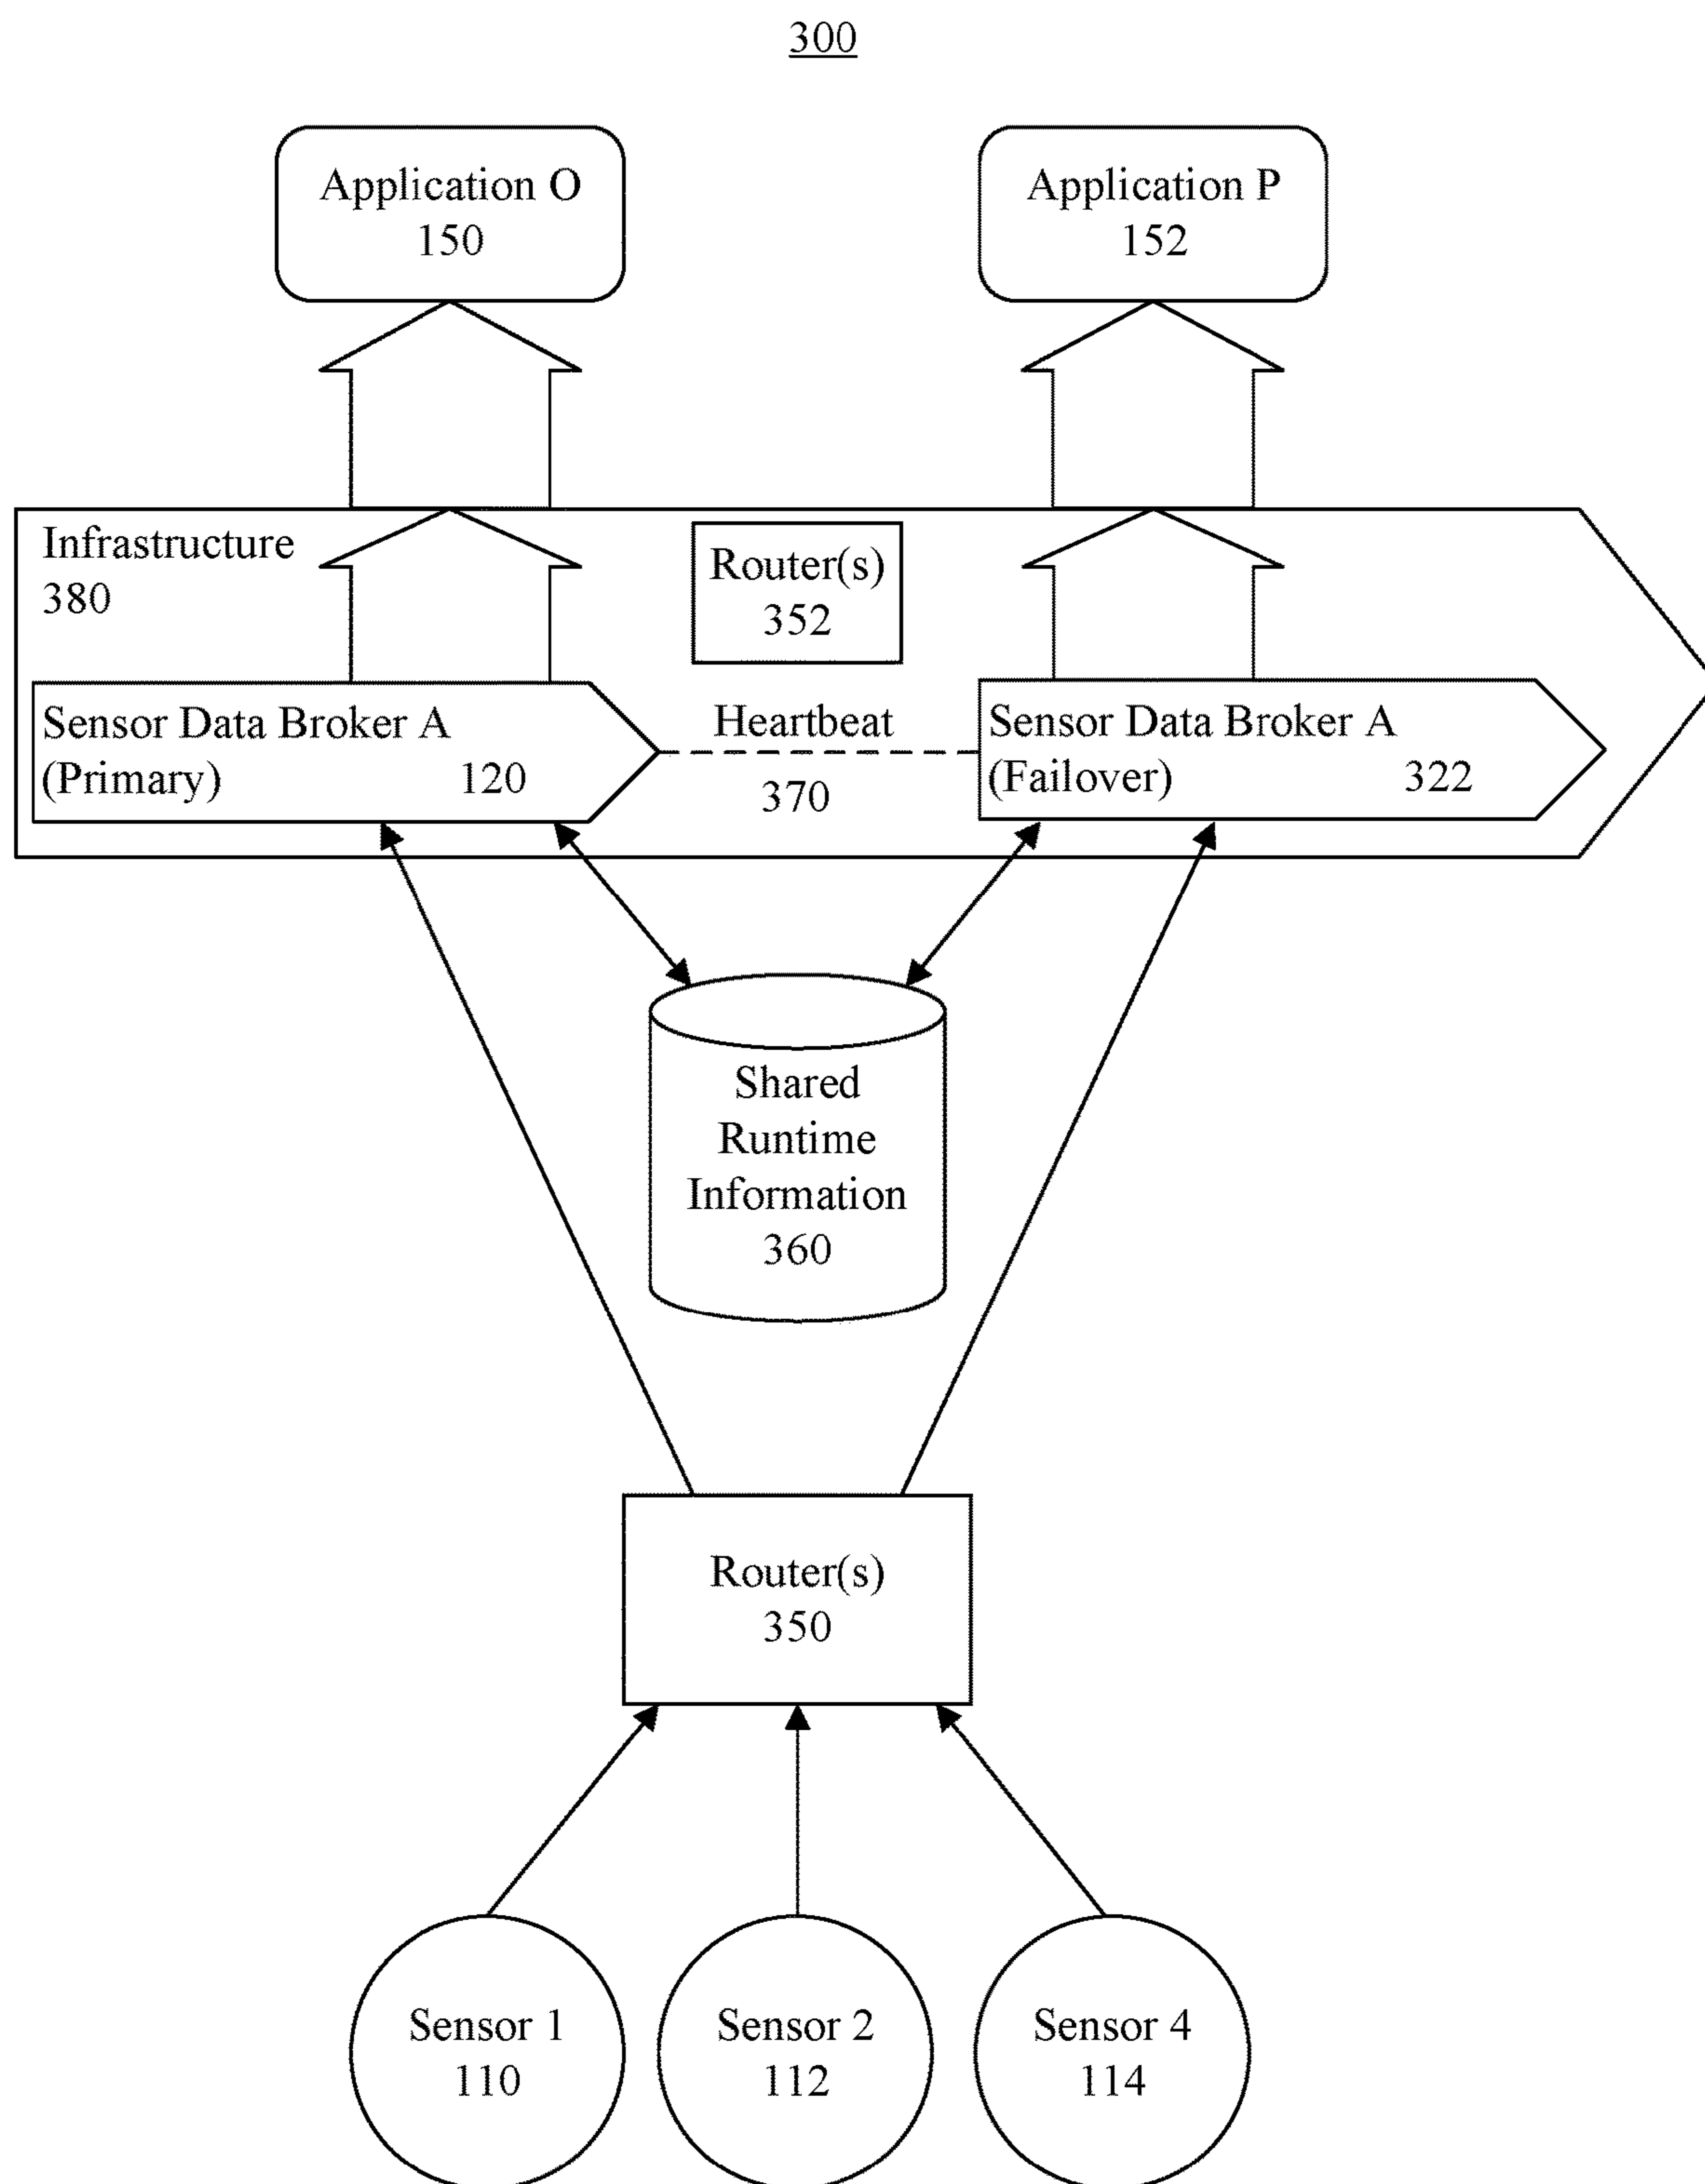 300
Application O
150
Application P
152
Infrastructure
380
Router(s)
352
Sensor Data Broker A
(Primary) 120
Heartbeat
370
Sensor Data Broker A
(Failover) 322
Shared
Runtime
Information
360
Router(s)
350
Sensor 1
110
Sensor 2
112
Sensor 4
114